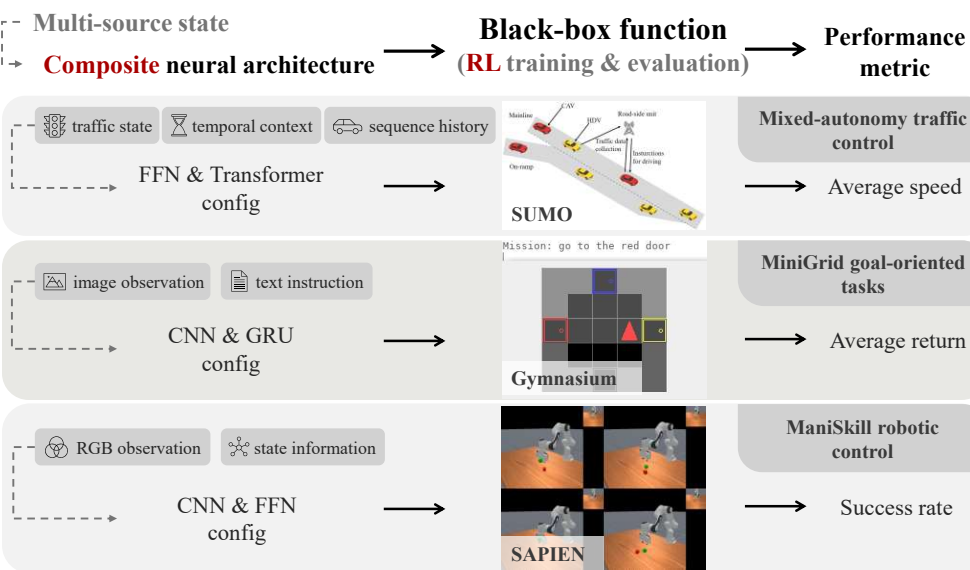 Multi-source state
Composite neural architecture
Black-box function
(RL training & evaluation)
Performance
metric
traffic state
temporal context
sequence history
FFN & Transformer
config
Mainline
CAV
HDV
Road-side unit
Traffic data
collection
Instructions
for driving
On-ramp
SUMO
Mixed-autonomy traffic
control
Average speed
image observation
text instruction
CNN & GRU
config
Mission: go to the red door
Gymnasium
MiniGrid goal-oriented
tasks
Average return
RGB observation
state information
CNN & FFN
config
SAPIEN
ManiSkill robotic
control
Success rate